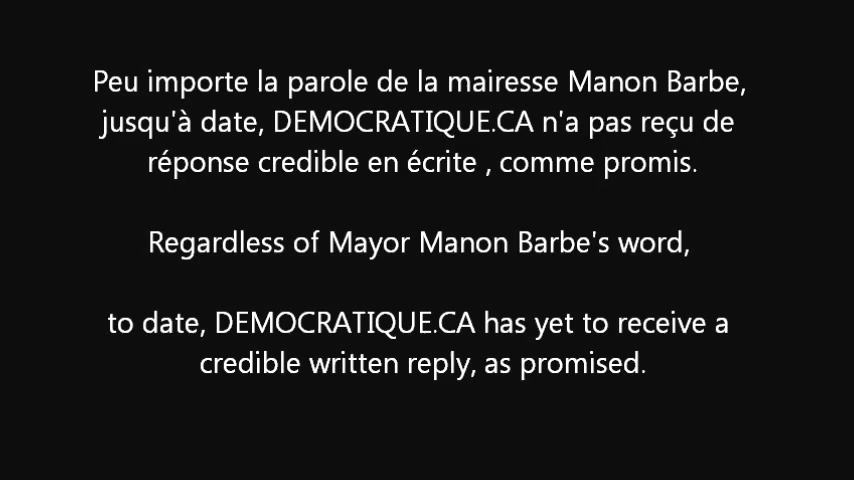 Peu importe la parole de la mairesse Manon Barbe,
jusqu'à date, DEMOCRATIQUE.CA n'a pas reçu de
réponse credible en écrite , comme promis.
Regardless of Mayor Manon Barbe's word,
to date, DEMOCRATIQUE.CA has yet to receive a
credible written reply, as promised.